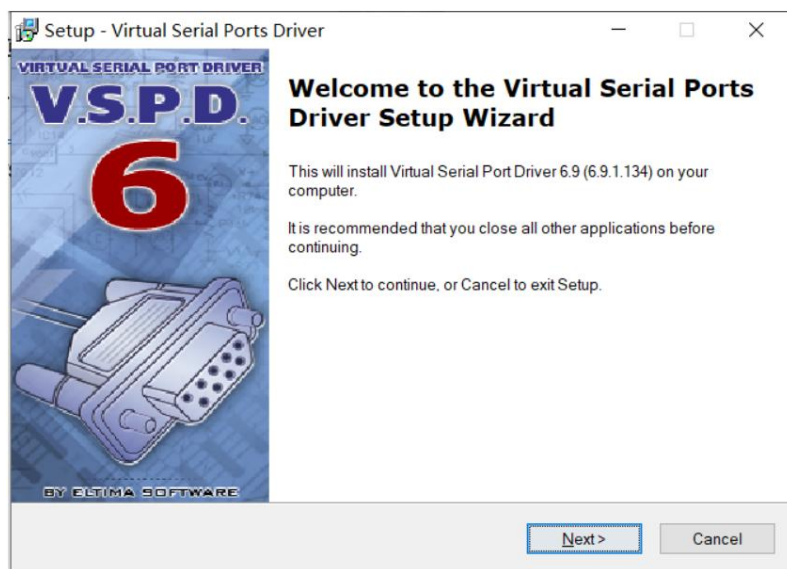 Setup - Virtual Serial Ports Driver
VIRTUAL SERIAL PORT DRIVER
V.S.P.D.
6
BY ELTIMA SOFTWARE
Welcome to the Virtual Serial Ports
Driver Setup Wizard
This will install Virtual Serial Port Driver 6.9 (6.9.1.134) on your
computer.
It is recommended that you close all other applications before
continuing.
Click Next to continue, or Cancel to exit Setup.
Next >
Cancel